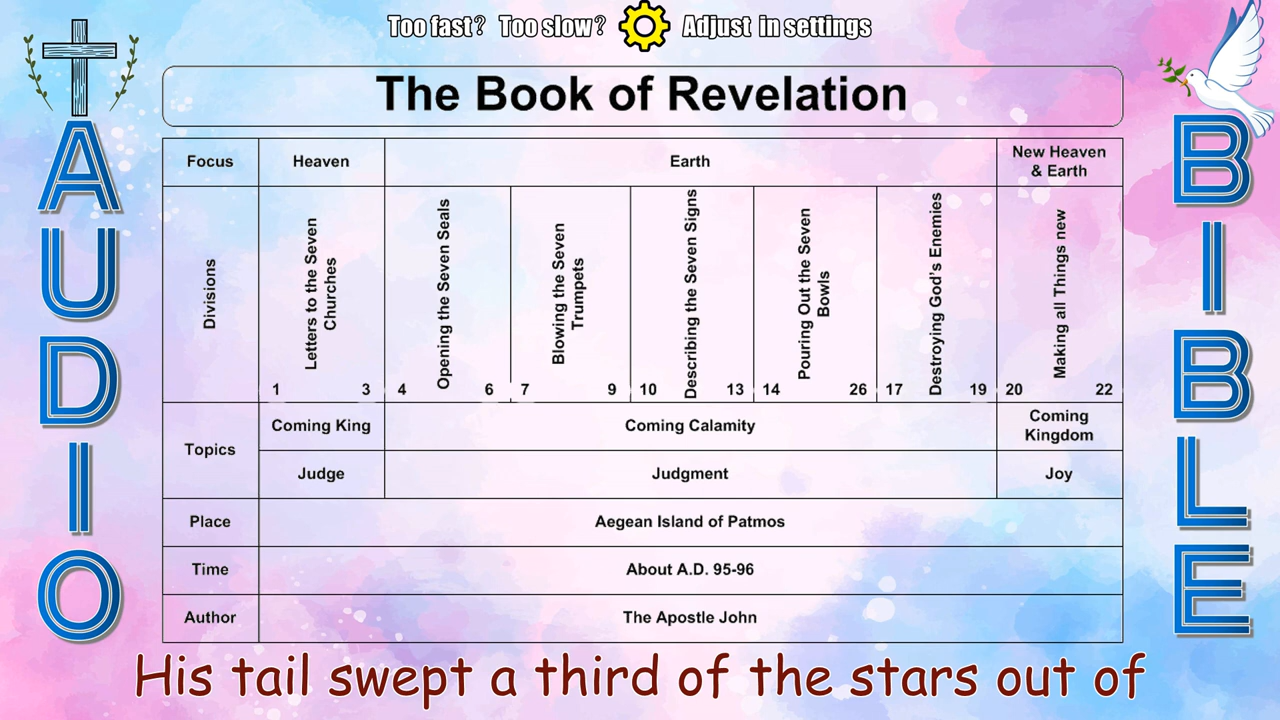 Too fast? Too slow? Adjust in settings
AUDIO
BIBLE
The Book of Revelation
Focus
Heaven
Earth
New Heaven
& Earth
Divisions
Letters to the Seven
Churches
1 3
Opening the Seven Seals
4 6
Blowing the Seven
Trumpets
7 9
Describing the Seven Signs
10 13
Pouring Out the Seven
Bowls
14 26
Destroying God's Enemies
17 19
Making all Things new
20 22
Topics
Coming King
Coming Calamity
Coming
Kingdom
Judge
Judgment
Joy
Place
Aegean Island of Patmos
Time
About A.D. 95-96
Author
The Apostle John
His tail swept a third of the stars out of